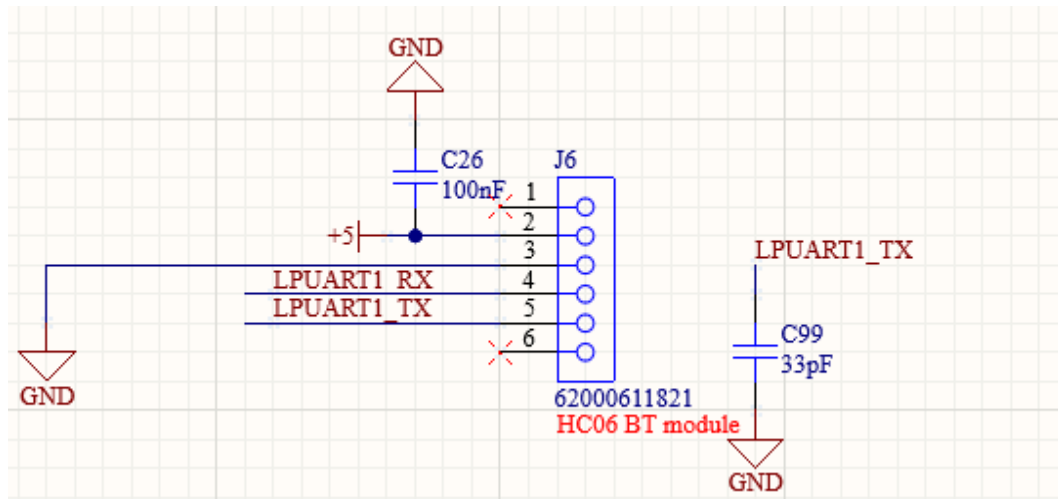 GND
C26
100nF
J6
1
2
+5
3
LPUART1_RX
4
LPUART1_TX
5
6
GND
62000611821
HC06 BT module
LPUART1_TX
C99
33pF
GND